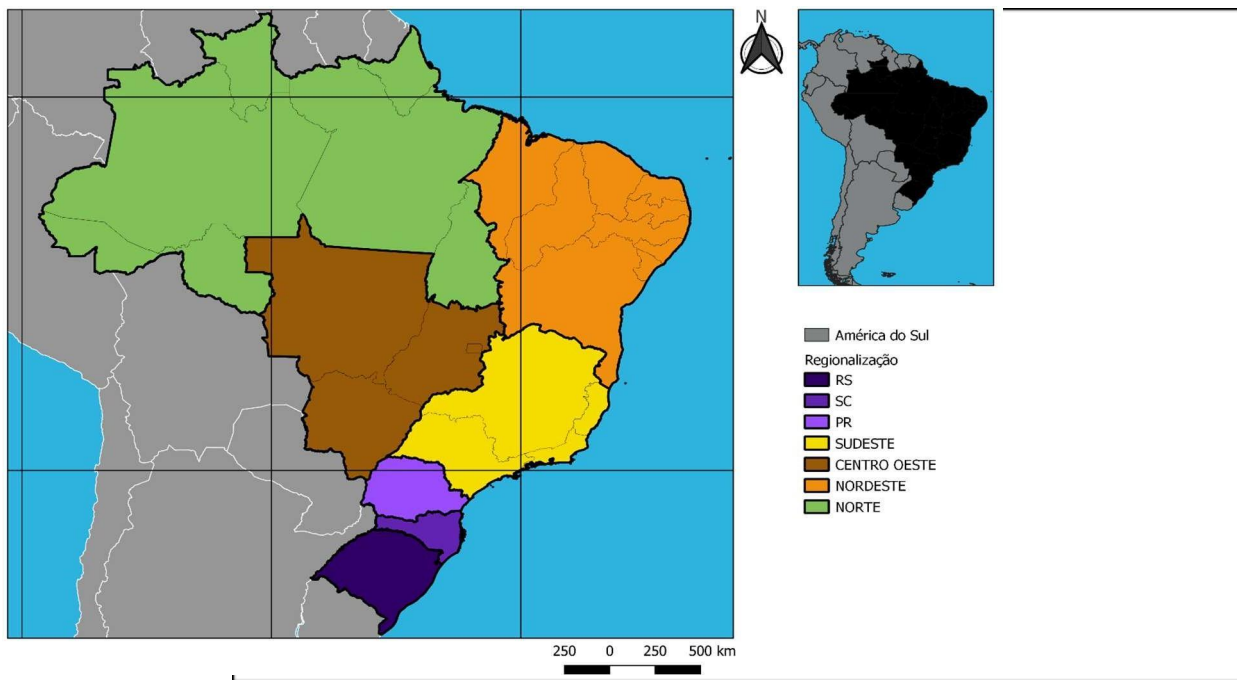 N
América do Sul
Regionalização
RS
SC
PR
SUDESTE
CENTRO OESTE
NORDESTE
NORTE
250 0 250 500 km